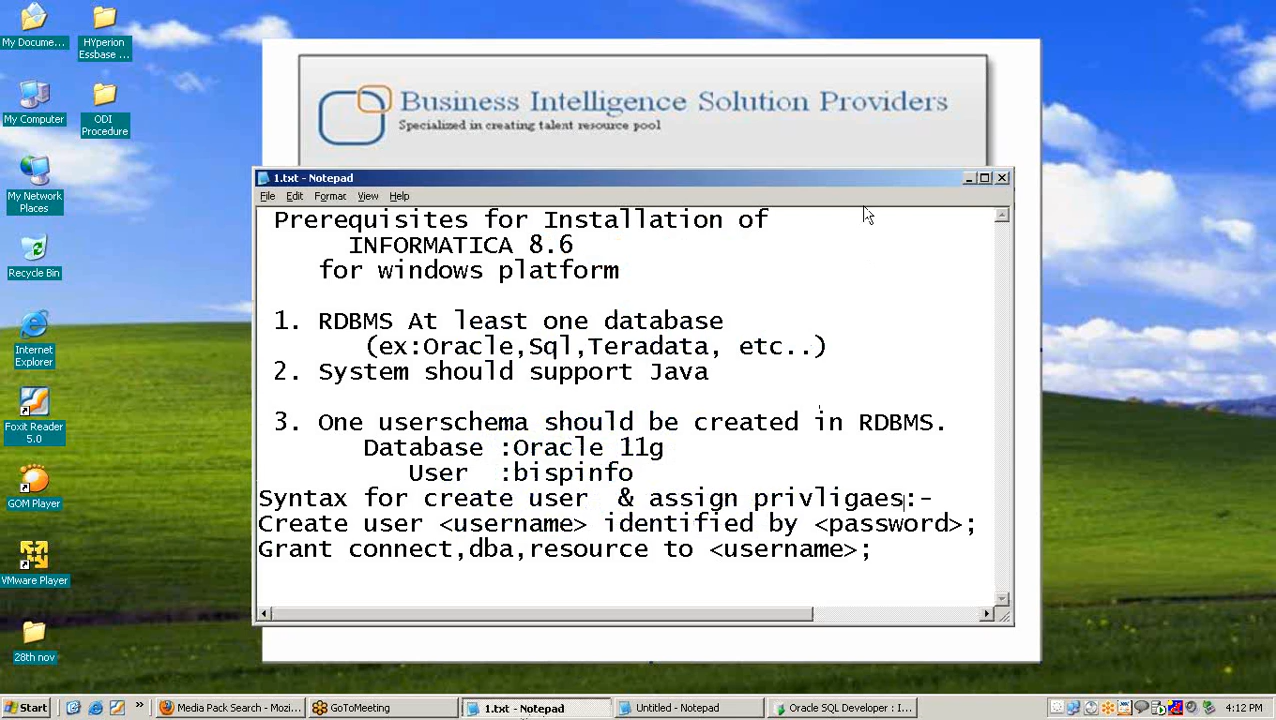 My Docume...
HYperion
Essbase ...
My Computer
ODI
Procedure
My Network
Places
Recycle Bin
Internet
Explorer
Foxit Reader
5.0
GOM Player
VMware Player
28th nov
Business Intelligence Solution Providers
Specialized in creating talent resource pool
1.txt - Notepad
File Edit Format View Help
Prerequisites for Installation of
INFORMATICA 8.6
for windows platform
1. RDBMS At least one database
(ex:Oracle,Sql,Teradata, etc..)
2. System should support Java
3. One userschema should be created in RDBMS.
Database :Oracle 11g
User :bispinfo
Syntax for create user & assign privligaes:-
Create user <username> identified by <password>;
Grant connect,dba,resource to <username>;
Start
Media Pack Search - Mozi...
GoToMeeting
1.txt - Notepad
Untitled - Notepad
Oracle SQL Developer : I...
4:12 PM